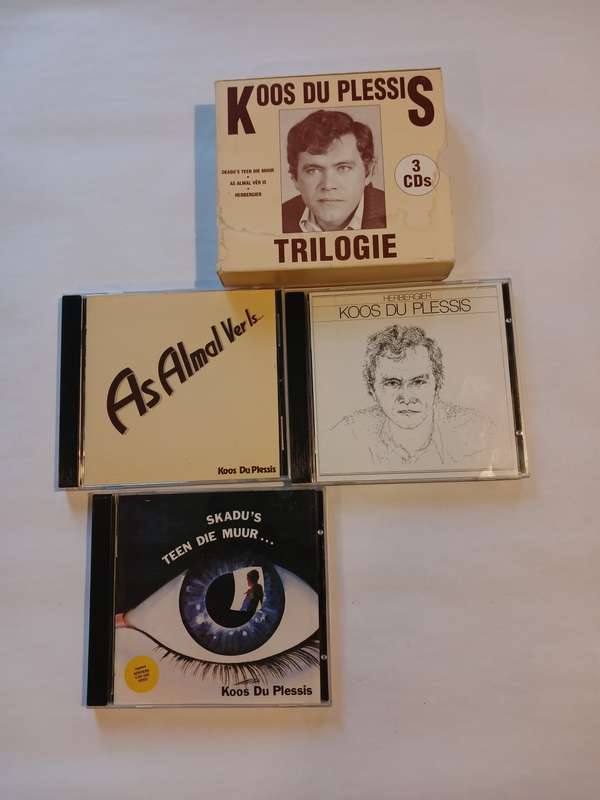 KOOS DU PLESSIS
SKADU'S TEEN DIE MUUR
•
AS ALMAL VÊR IS
•
HERBERGIER
3
CDs
TRILOGIE
As Almal Ver Is...
Koos Du Plessis
HERBERGIER
KOOS DU PLESSIS
SKADU'S
TEEN DIE MUUR...
Koos Du Plessis